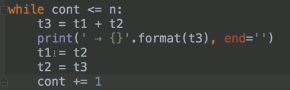 while cont <= n:
    t3 = t1 + t2
    print(' → {}'.format(t3), end='')
    t1 = t2
    t2 = t3
    cont += 1